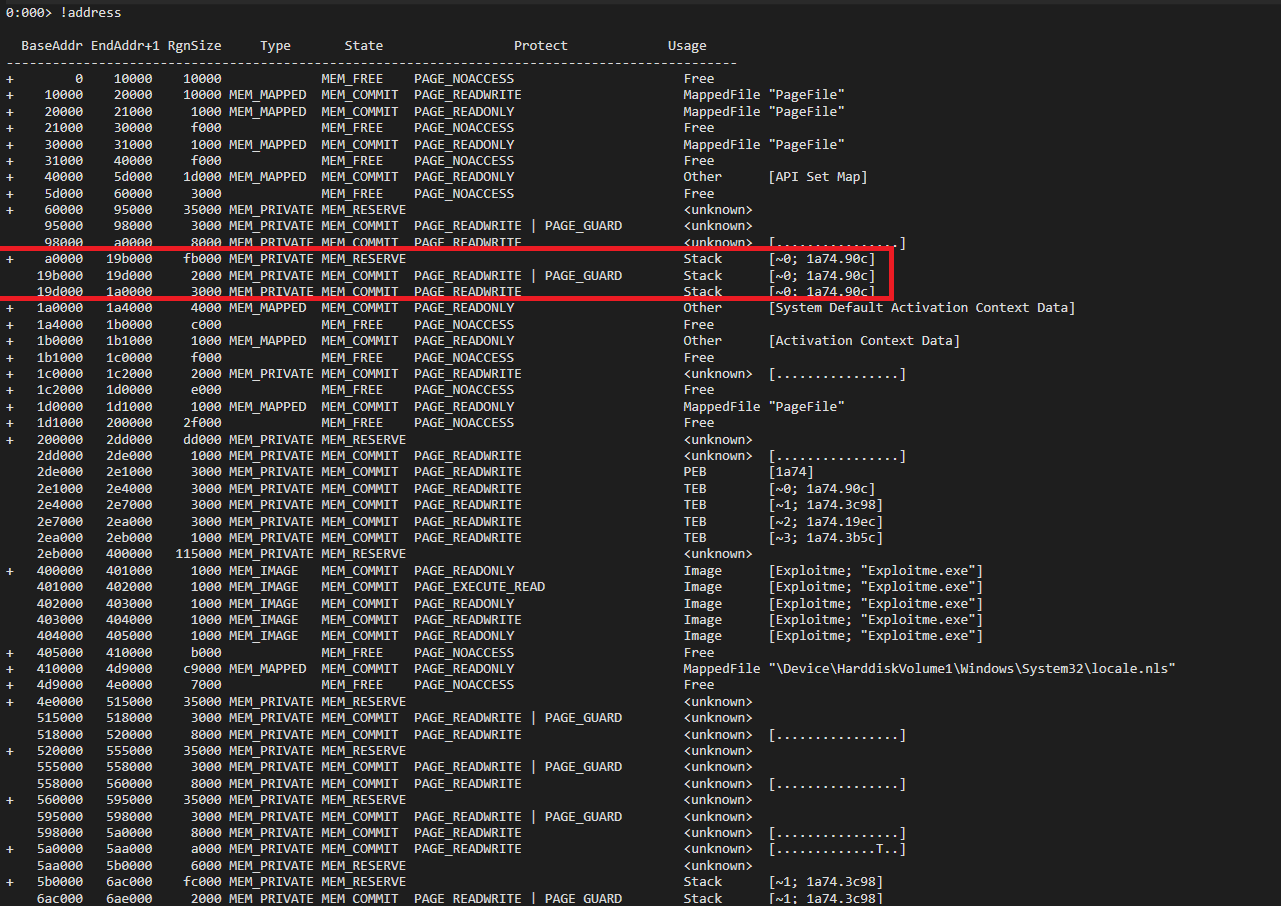 0:000> !address
BaseAddr EndAddr+1 RgnSize Type State Protect Usage
-----------------------------------------------------------------------------------------------
+ 0 10000 10000 MEM_FREE PAGE_NOACCESS Free
+ 10000 20000 10000 MEM_MAPPED MEM_COMMIT PAGE_READWRITE MappedFile "PageFile"
+ 20000 21000 1000 MEM_MAPPED MEM_COMMIT PAGE_READONLY MappedFile "PageFile"
+ 21000 30000 f000 MEM_FREE PAGE_NOACCESS Free
+ 30000 31000 1000 MEM_MAPPED MEM_COMMIT PAGE_READONLY MappedFile "PageFile"
+ 31000 40000 f000 MEM_FREE PAGE_NOACCESS Free
+ 40000 5d000 1d000 MEM_MAPPED MEM_COMMIT PAGE_READONLY Other [API Set Map]
+ 5d000 60000 3000 MEM_FREE PAGE_NOACCESS Free
+ 60000 95000 35000 MEM_PRIVATE MEM_RESERVE <unknown>
95000 98000 3000 MEM_PRIVATE MEM_COMMIT PAGE_READWRITE | PAGE_GUARD <unknown>
98000 a0000 8000 MEM_PRIVATE MEM_COMMIT PAGE_READWRITE <unknown> [................]
+ a0000 19b000 fb000 MEM_PRIVATE MEM_RESERVE Stack [~0; 1a74.90c]
19b000 19d000 2000 MEM_PRIVATE MEM_COMMIT PAGE_READWRITE | PAGE_GUARD Stack [~0; 1a74.90c]
19d000 1a0000 3000 MEM_PRIVATE MEM_COMMIT PAGE_READWRITE Stack [~0; 1a74.90c]
+ 1a0000 1a4000 4000 MEM_MAPPED MEM_COMMIT PAGE_READONLY Other [System Default Activation Context Data]
+ 1a4000 1b0000 c000 MEM_FREE PAGE_NOACCESS Free
+ 1b0000 1b1000 1000 MEM_MAPPED MEM_COMMIT PAGE_READONLY Other [Activation Context Data]
+ 1b1000 1c0000 f000 MEM_FREE PAGE_NOACCESS Free
+ 1c0000 1c2000 2000 MEM_PRIVATE MEM_COMMIT PAGE_READWRITE <unknown> [................]
+ 1c2000 1d0000 e000 MEM_FREE PAGE_NOACCESS Free
+ 1d0000 1d1000 1000 MEM_MAPPED MEM_COMMIT PAGE_READONLY MappedFile "PageFile"
+ 1d1000 200000 2f000 MEM_FREE PAGE_NOACCESS Free
+ 200000 2dd000 dd000 MEM_PRIVATE MEM_RESERVE <unknown>
2dd000 2de000 1000 MEM_PRIVATE MEM_COMMIT PAGE_READWRITE <unknown> [................]
2de000 2e1000 3000 MEM_PRIVATE MEM_COMMIT PAGE_READWRITE PEB [1a74]
2e1000 2e4000 3000 MEM_PRIVATE MEM_COMMIT PAGE_READWRITE TEB [~0; 1a74.90c]
2e4000 2e7000 3000 MEM_PRIVATE MEM_COMMIT PAGE_READWRITE TEB [~1; 1a74.3c98]
2e7000 2ea000 3000 MEM_PRIVATE MEM_COMMIT PAGE_READWRITE TEB [~2; 1a74.19ec]
2ea000 2eb000 1000 MEM_PRIVATE MEM_COMMIT PAGE_READWRITE TEB [~3; 1a74.3b5c]
2eb000 400000 115000 MEM_PRIVATE MEM_RESERVE <unknown>
+ 400000 401000 1000 MEM_IMAGE MEM_COMMIT PAGE_READONLY Image [Exploitme; "Exploitme.exe"]
401000 402000 1000 MEM_IMAGE MEM_COMMIT PAGE_EXECUTE_READ Image [Exploitme; "Exploitme.exe"]
402000 403000 1000 MEM_IMAGE MEM_COMMIT PAGE_READONLY Image [Exploitme; "Exploitme.exe"]
403000 404000 1000 MEM_IMAGE MEM_COMMIT PAGE_READWRITE Image [Exploitme; "Exploitme.exe"]
404000 405000 1000 MEM_IMAGE MEM_COMMIT PAGE_READONLY Image [Exploitme; "Exploitme.exe"]
+ 405000 410000 b000 MEM_FREE PAGE_NOACCESS Free
+ 410000 4d9000 c9000 MEM_MAPPED MEM_COMMIT PAGE_READONLY MappedFile "\Device\HarddiskVolume1\Windows\System32\locale.nls"
+ 4d9000 4e0000 7000 MEM_FREE PAGE_NOACCESS Free
+ 4e0000 515000 35000 MEM_PRIVATE MEM_RESERVE <unknown>
515000 518000 3000 MEM_PRIVATE MEM_COMMIT PAGE_READWRITE | PAGE_GUARD <unknown>
518000 520000 8000 MEM_PRIVATE MEM_COMMIT PAGE_READWRITE <unknown> [................]
+ 520000 555000 35000 MEM_PRIVATE MEM_RESERVE <unknown>
555000 558000 3000 MEM_PRIVATE MEM_COMMIT PAGE_READWRITE | PAGE_GUARD <unknown>
558000 560000 8000 MEM_PRIVATE MEM_COMMIT PAGE_READWRITE <unknown> [................]
+ 560000 595000 35000 MEM_PRIVATE MEM_RESERVE <unknown>
595000 598000 3000 MEM_PRIVATE MEM_COMMIT PAGE_READWRITE | PAGE_GUARD <unknown>
598000 5a0000 8000 MEM_PRIVATE MEM_COMMIT PAGE_READWRITE <unknown> [................]
+ 5a0000 5aa000 a000 MEM_PRIVATE MEM_COMMIT PAGE_READWRITE <unknown> [.............T..]
5aa000 5b0000 6000 MEM_PRIVATE MEM_RESERVE <unknown>
+ 5b0000 6ac000 fc000 MEM_PRIVATE MEM_RESERVE Stack [~1; 1a74.3c98]
6ac000 6ae000 2000 MEM_PRIVATE MEM_COMMIT PAGE_READWRITE | PAGE_GUARD Stack [~1; 1a74.3c98]